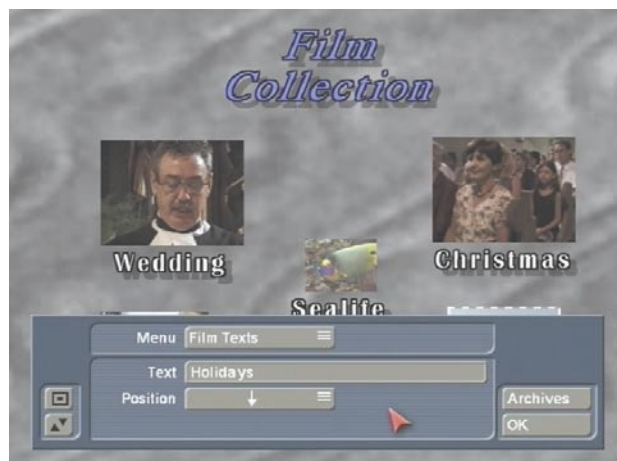 Film
Collection
Wedding
Christmas
Sealife
Menu Film Texts
Text Holidays
Position
Archives
OK